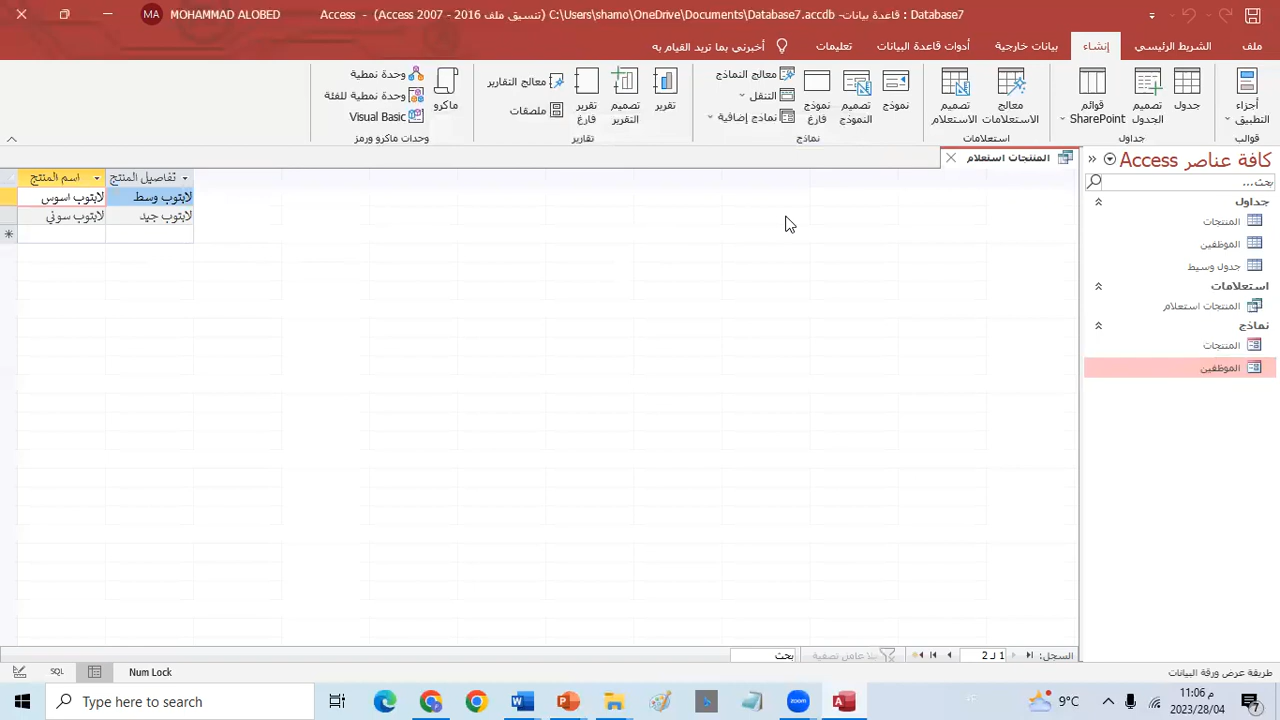 Database7 : قاعدة بيانات- C:\Users\shamo\OneDrive\Documents\Database7.accdb (تنسيق ملف Access 2007 - 2016) - Access
MOHAMMAD ALOBED MA
ملف الشريط الرئيسي إنشاء بيانات خارجية أدوات قاعدة البيانات تعليمات أخبرني بما تريد القيام به
أجزاء التطبيق
قوالب
جدول
تصميم الجدول
قوائم SharePoint
جداول
معالج الاستعلامات
تصميم الاستعلام
استعلامات
نموذج
تصميم النموذج
نموذج فارغ
معالج النماذج
التنقل
نماذج إضافية
نماذج
تقرير
تصميم التقرير
تقرير فارغ
معالج التقارير
ملصقات
تقارير
ماكرو
وحدة نمطية
وحدة نمطية للفئة
Visual Basic
وحدات ماكرو ورمز
كافة عناصر Access
بحث...
جداول
المنتجات
الموظفين
جدول وسيط
استعلامات
المنتجات استعلام
نماذج
المنتجات
الموظفين
المنتجات استعلام
تفاصيل المنتج اسم المنتج
لابتوب وسط لابتوب اسوس
لابتوب جيد لابتوب سوني
السجل: 1 لـ 2 بلا عامل تصفية بحث
طريقة عرض ورقة البيانات
Num Lock
SQL
Type here to search
zoom
9°C
11:06 م
2023/28/04
7